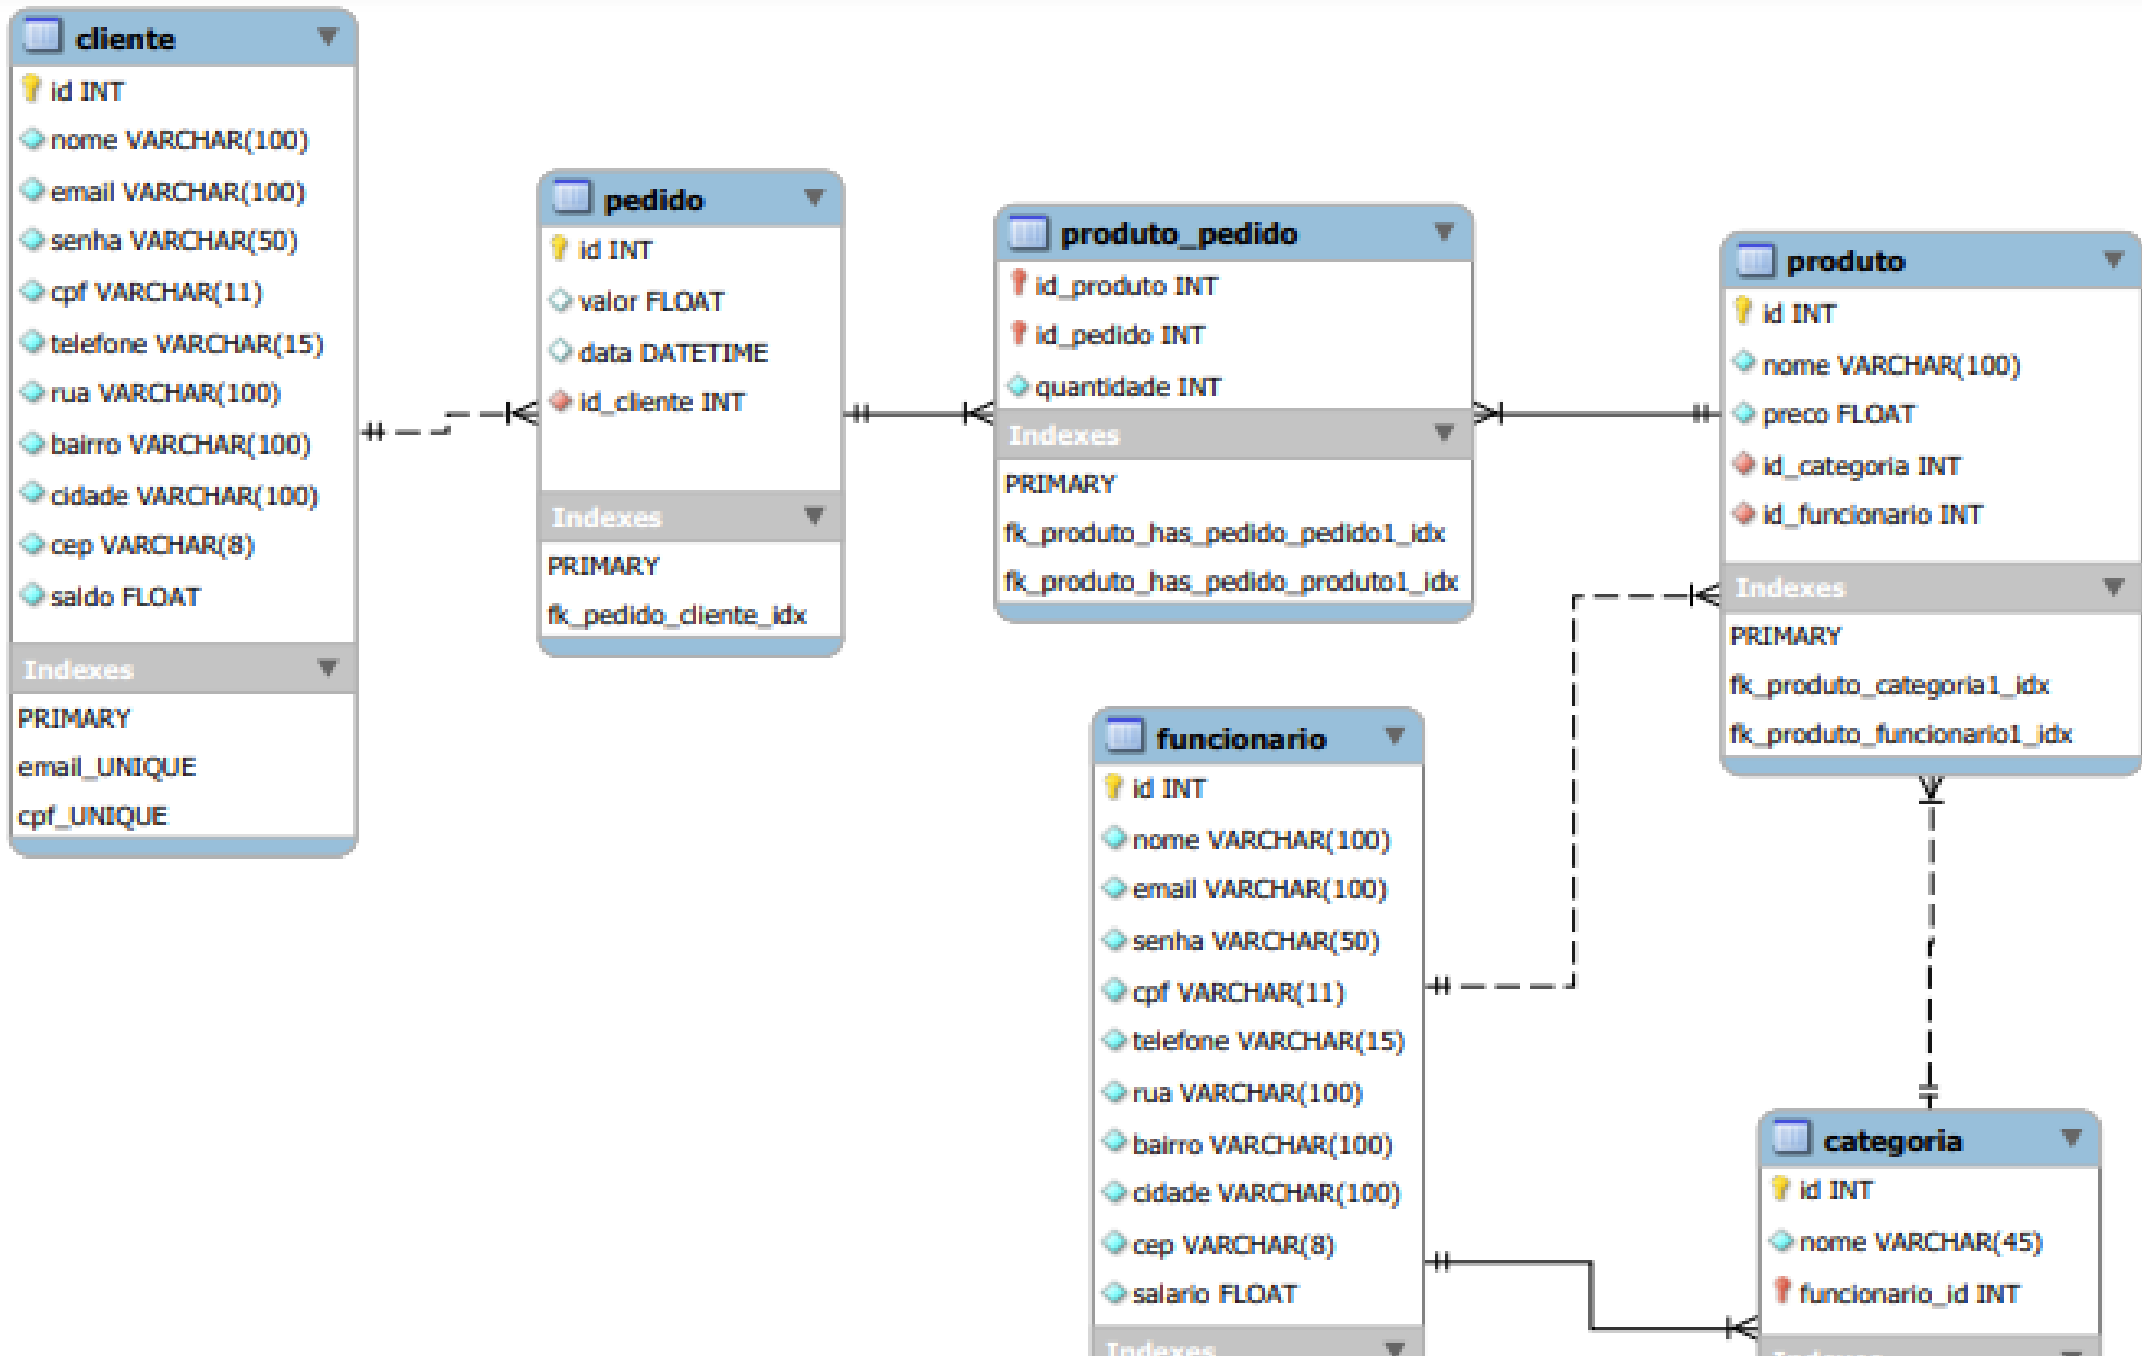 cliente
id INT
nome VARCHAR(100)
email VARCHAR(100)
senha VARCHAR(50)
cpf VARCHAR(11)
telefone VARCHAR(15)
rua VARCHAR(100)
bairro VARCHAR(100)
cidade VARCHAR(100)
cep VARCHAR(8)
saldo FLOAT
Indexes
PRIMARY
email_UNIQUE
cpf_UNIQUE
pedido
id INT
valor FLOAT
data DATETIME
id_cliente INT
Indexes
PRIMARY
fk_pedido_cliente_idx
produto_pedido
id_produto INT
id_pedido INT
quantidade INT
Indexes
PRIMARY
fk_produto_has_pedido_pedido1_idx
fk_produto_has_pedido_produto1_idx
produto
id INT
nome VARCHAR(100)
preco FLOAT
id_categoria INT
id_funcionario INT
Indexes
PRIMARY
fk_produto_categoria1_idx
fk_produto_funcionario1_idx
funcionario
id INT
nome VARCHAR(100)
email VARCHAR(100)
senha VARCHAR(50)
cpf VARCHAR(11)
telefone VARCHAR(15)
rua VARCHAR(100)
bairro VARCHAR(100)
cidade VARCHAR(100)
cep VARCHAR(8)
salario FLOAT
Indexes
categoria
id INT
nome VARCHAR(45)
funcionario_id INT
Indexes